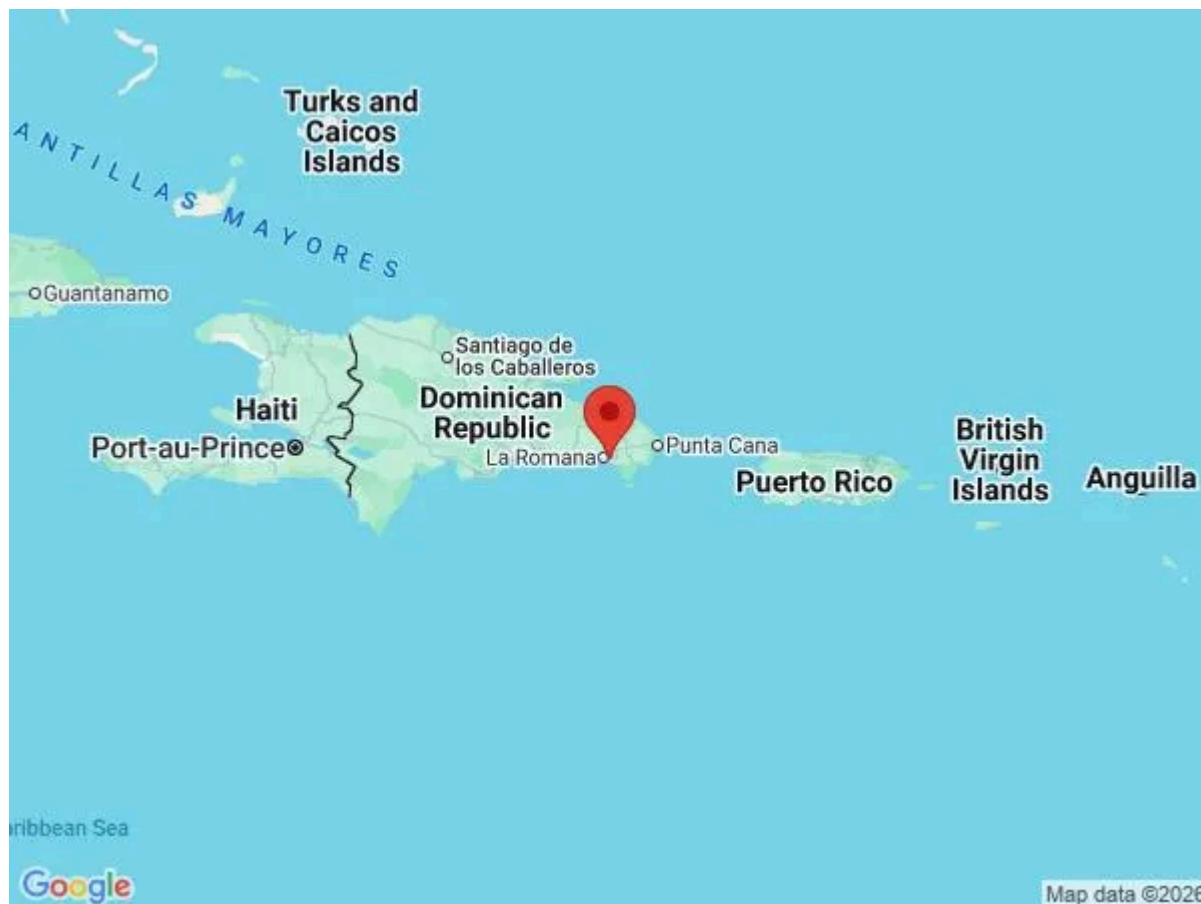 Turks and
Caicos
Islands
ANTILLAS MAYORES
Guantanamo
Santiago de
los Caballeros
Haiti
Dominican
Republic
Port-au-Prince
La Romana
Punta Cana
Puerto Rico
British
Virgin
Islands
Anguilla
aribbean Sea
Google
Map data ©2026